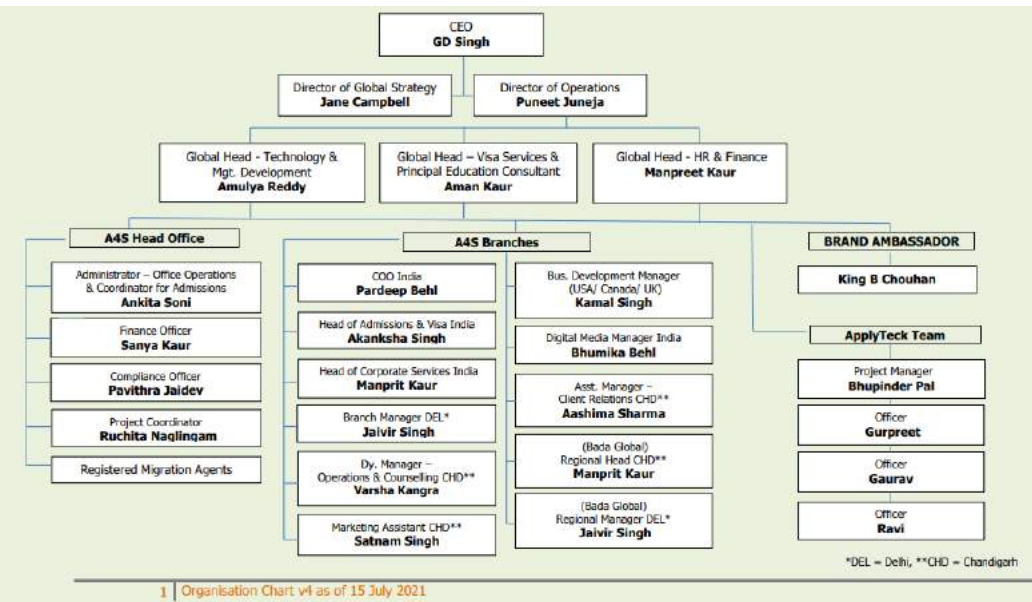 CEO
GD Singh
Director of Global Strategy
Jane Campbell
Director of Operations
Puneet Juneja
Global Head - Technology &
Mgt. Development
Amulya Reddy
Global Head – Visa Services &
Principal Education Consultant
Aman Kaur
Global Head - HR & Finance
Manpreet Kaur
A4S Head Office
Administrator – Office Operations
& Coordinator for Admissions
Ankita Soni
Finance Officer
Sanya Kaur
Compliance Officer
Pavithra Jaidev
Project Coordinator
Ruchita Naglingam
Registered Migration Agents
A4S Branches
COO India
Pardeep Behl
Head of Admissions & Visa India
Akanksha Singh
Head of Corporate Services India
Manprit Kaur
Branch Manager DEL*
Jaivir Singh
Dy. Manager –
Operations & Counselling CHD**
Varsha Kangra
Marketing Assistant CHD**
Satnam Singh
Bus. Development Manager
(USA/ Canada/ UK)
Kamal Singh
Digital Media Manager India
Bhumika Behl
Asst. Manager –
Client Relations CHD**
Aashima Sharma
(Bada Global)
Regional Head CHD**
Manprit Kaur
(Bada Global)
Regional Manager DEL*
Jaivir Singh
BRAND AMBASSADOR
King B Chouhan
ApplyTeck Team
Project Manager
Bhupinder Pal
Officer
Gurpreet
Officer
Gaurav
Officer
Ravi
*DEL = Delhi, **CHD = Chandigarh
1 Organisation Chart v4 as of 15 July 2021